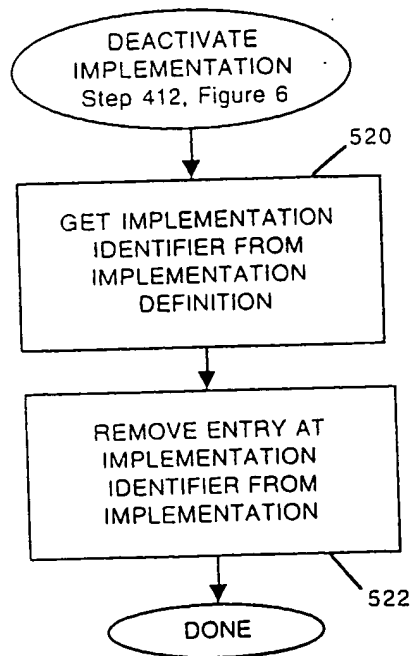 DEACTIVATE
IMPLEMENTATION
Step 412, Figure 6
520
GET IMPLEMENTATION
IDENTIFIER FROM
IMPLEMENTATION
DEFINITION
REMOVE ENTRY AT
IMPLEMENTATION
IDENTIFIER FROM
IMPLEMENTATION
522
DONE